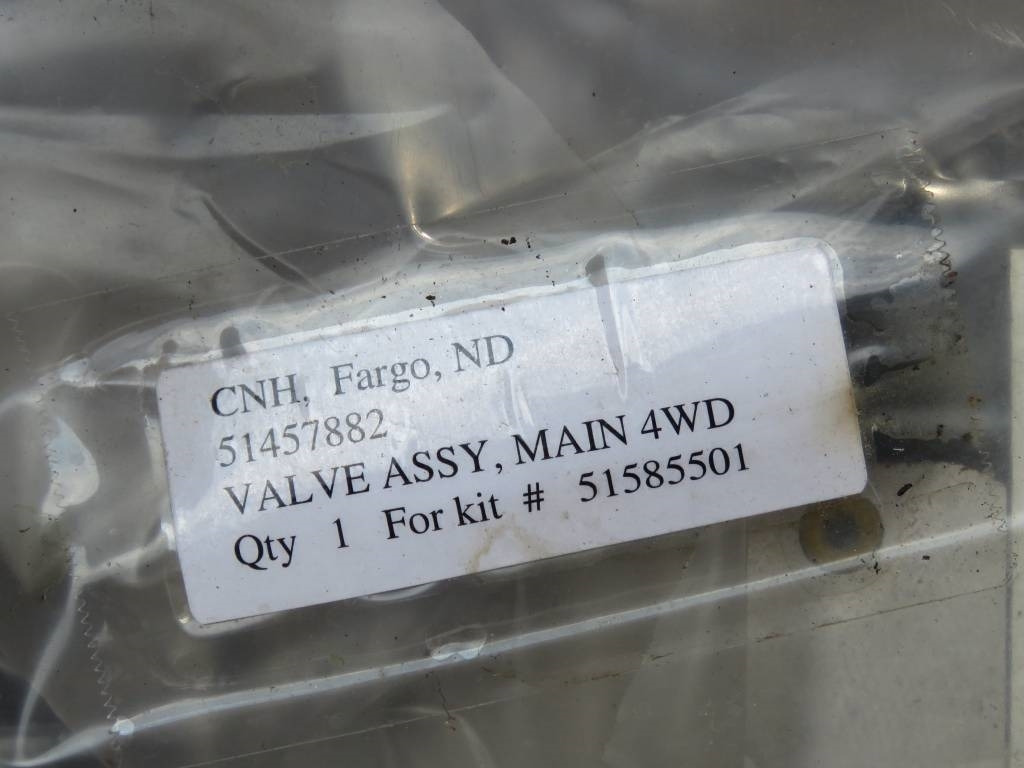 CNH, Fargo, ND
51457882
VALVE ASSY, MAIN 4WD
Qty 1 For kit # 51585501